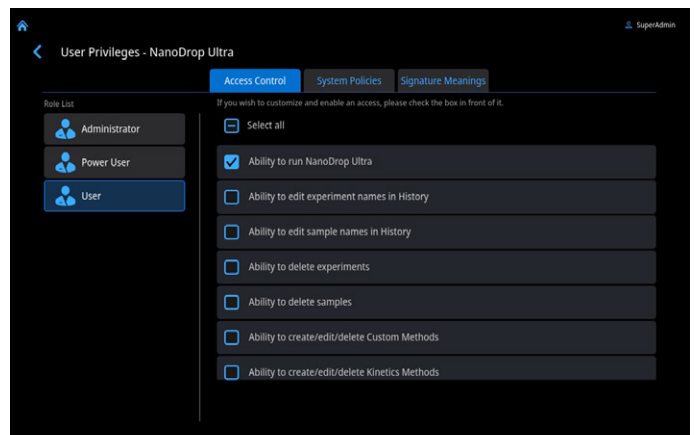 SuperAdmin
User Privileges - NanoDrop Ultra
Access Control System Policies Signature Meanings
Role List
If you wish to customize and enable an access, please check the box in front of it.
Administrator
Select all
Power User
Ability to run NanoDrop Ultra
User
Ability to edit experiment names in History
Ability to edit sample names in History
Ability to delete experiments
Ability to delete samples
Ability to create/edit/delete Custom Methods
Ability to create/edit/delete Kinetics Methods